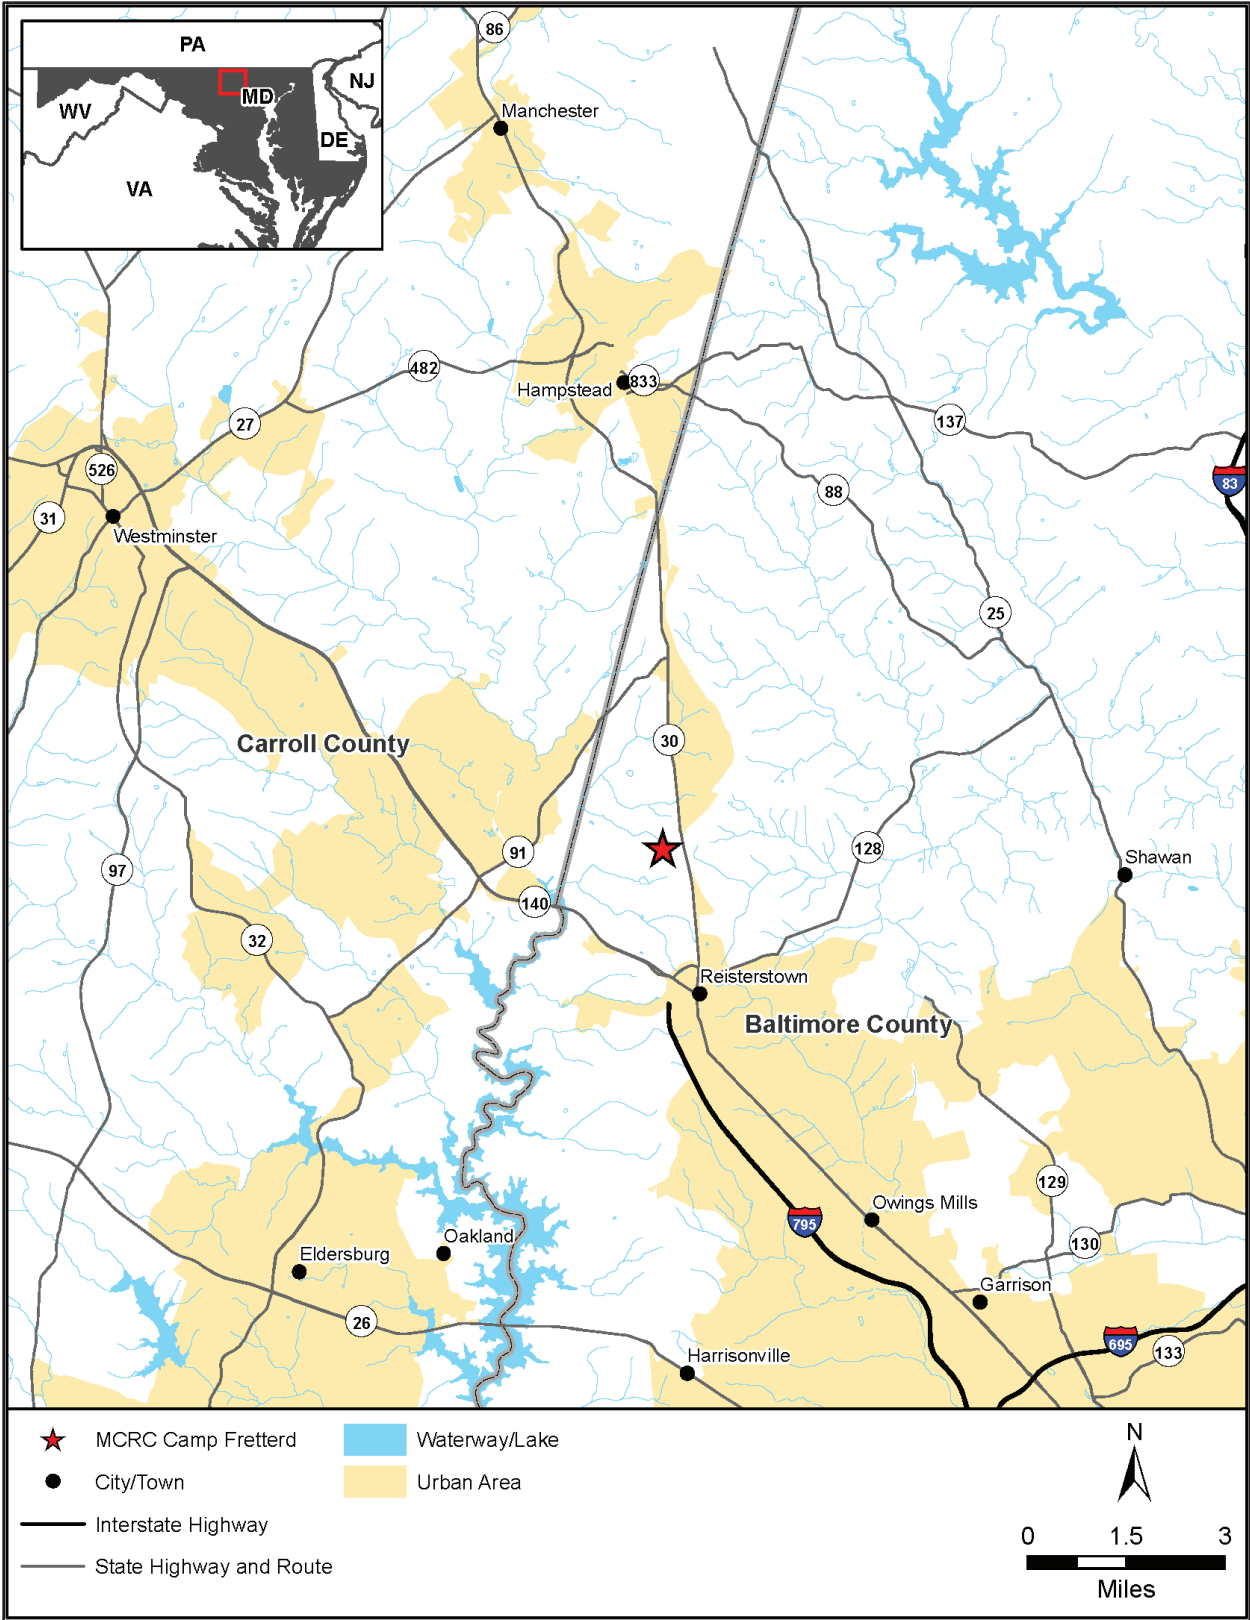 PA
NJ
WV
MD
DE
VA
86
Manchester
482
Hampstead
833
137
27
83
526
88
31
Westminster
25
Carroll County
30
91
128
Shawan
97
140
32
Reisterstown
Baltimore County
129
Owings Mills
795
130
Oakland
Eldersburg
Garrison
26
695
133
Harrisonville
MCRC Camp Fretterd
Waterway/Lake
City/Town
Urban Area
Interstate Highway
State Highway and Route
N
0 1.5 3
Miles